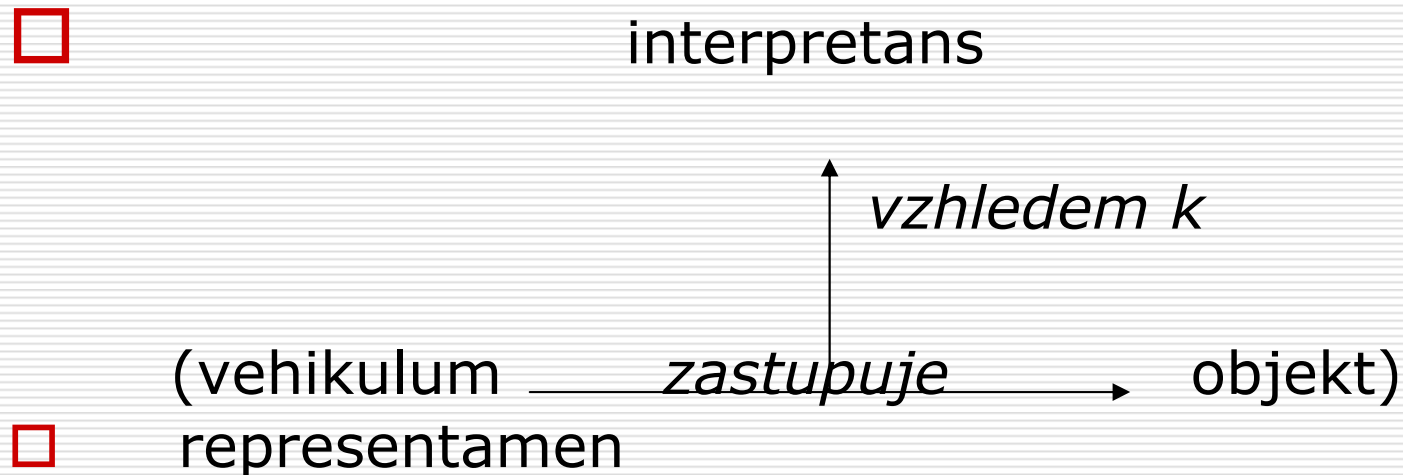 interpretans
vzhledem k
(vehikulum zastupuje objekt)
representamen